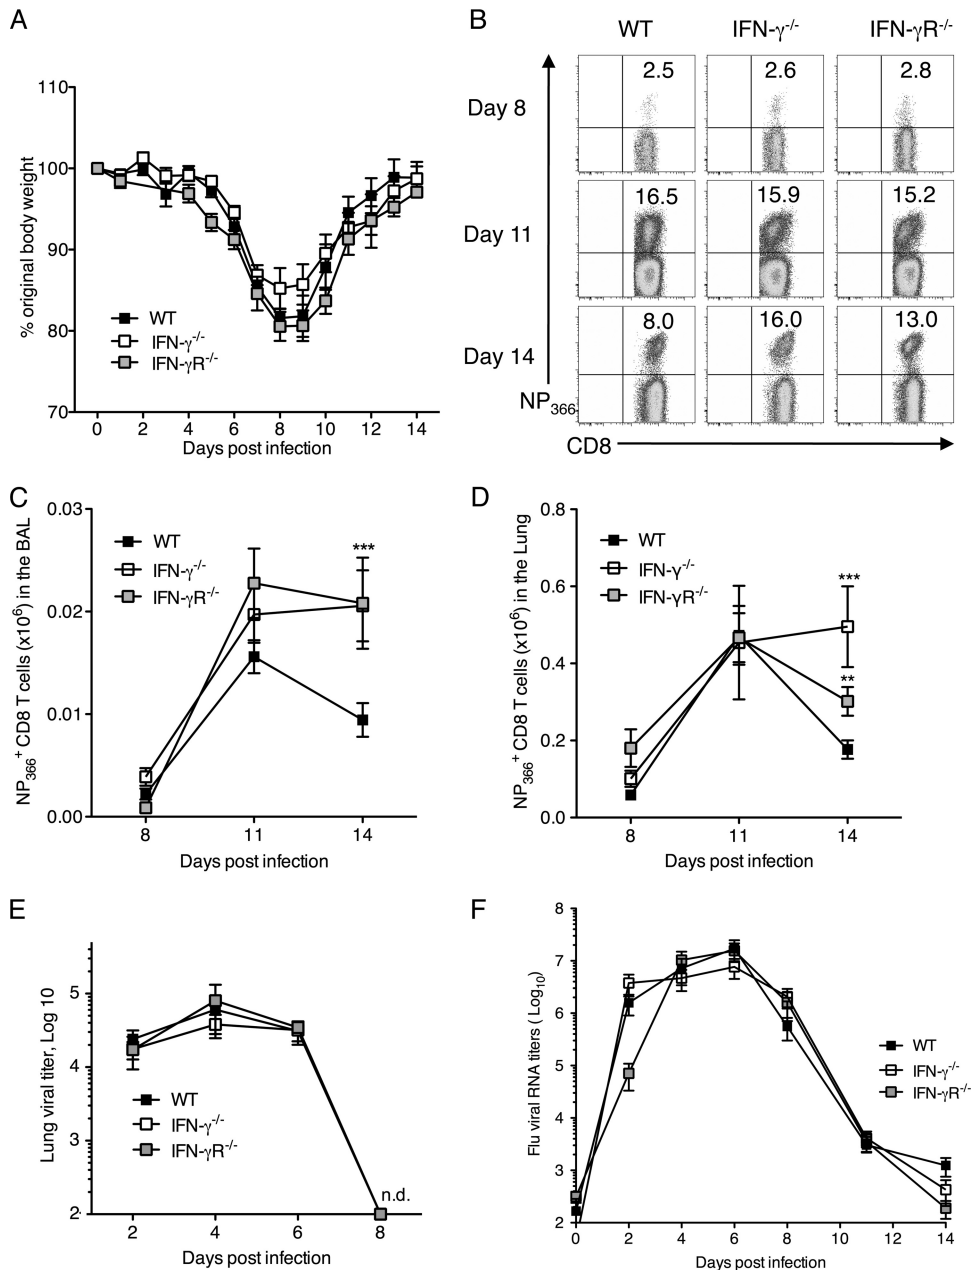 A
110
100
90
80
70
% original body weight
WT
IFN-γ-/-
IFN-γR-/-
0 2 4 6 8 10 12 14
Days post infection
B
WT IFN-γ-/- IFN-γR-/-
Day 8
2.5 2.6 2.8
Day 11
16.5 15.9 15.2
Day 14
8.0 16.0 13.0
NP366
CD8
C
0.03
0.02
0.01
0.00
NP366+ CD8 T cells (x10^6) in the BAL
WT
IFN-γ-/-
IFN-γR-/-
***
8 11 14
Days post infection
D
0.8
0.6
0.4
0.2
0.0
NP366+ CD8 T cells (x10^6) in the Lung
WT
IFN-γ-/-
IFN-γR-/-
***
**
8 11 14
Days post infection
E
5
4
3
2
Lung viral titer, Log 10
WT
IFN-γ-/-
IFN-γR-/-
n.d.
2 4 6 8
Days post infection
F
8
7
6
5
4
3
2
Flu viral RNA titers ( Log10)
WT
IFN-γ-/-
IFN-γR-/-
0 2 4 6 8 10 12 14
Days post infection